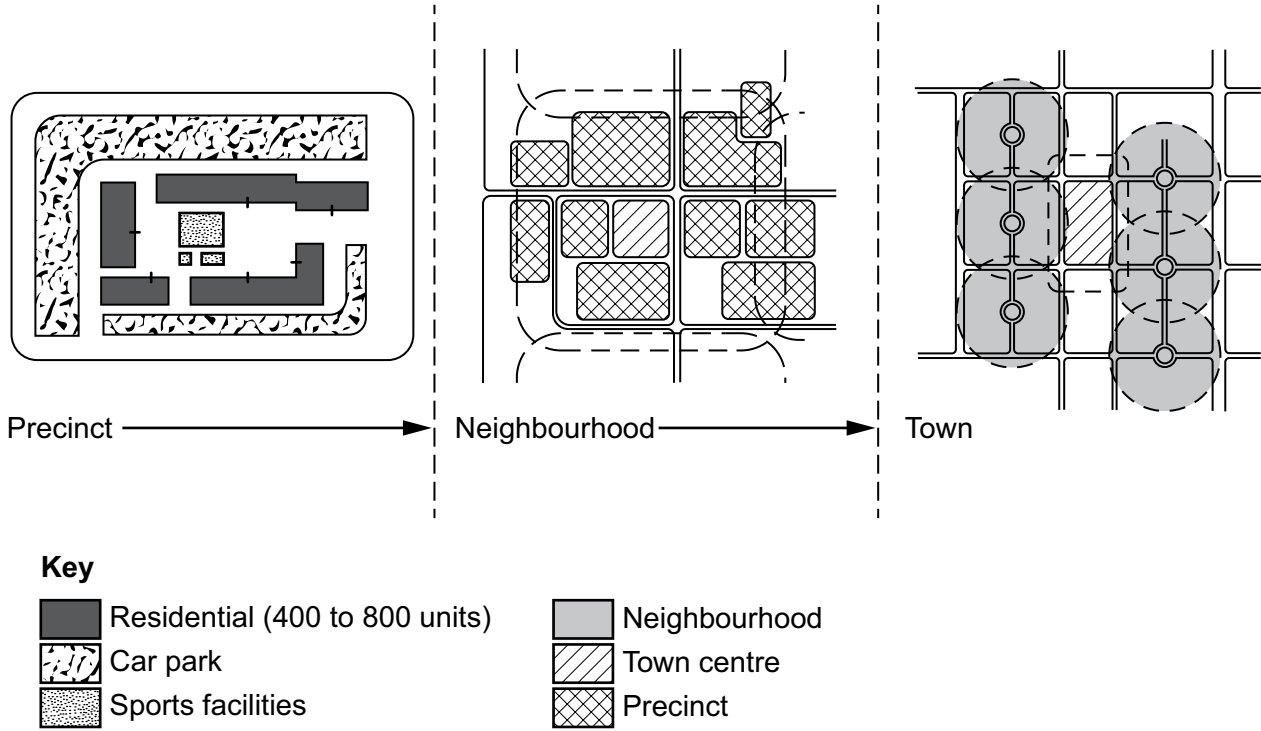 Precinct
Neighbourhood
Town
Key
Residential (400 to 800 units)
Car park
Sports facilities
Neighbourhood
Town centre
Precinct